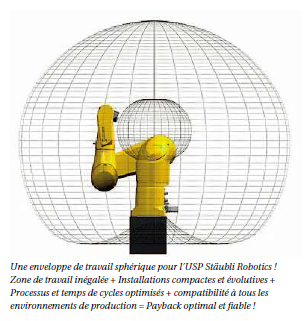 Une enveloppe de travail sphérique pour l'USP Stäubli Robotics !
Zone de travail inégalée + Installations compactes et évolutives +
Processus et temps de cycles optimisés + compatibilité à tous les
environnements de production = Payback optimal et fiable !